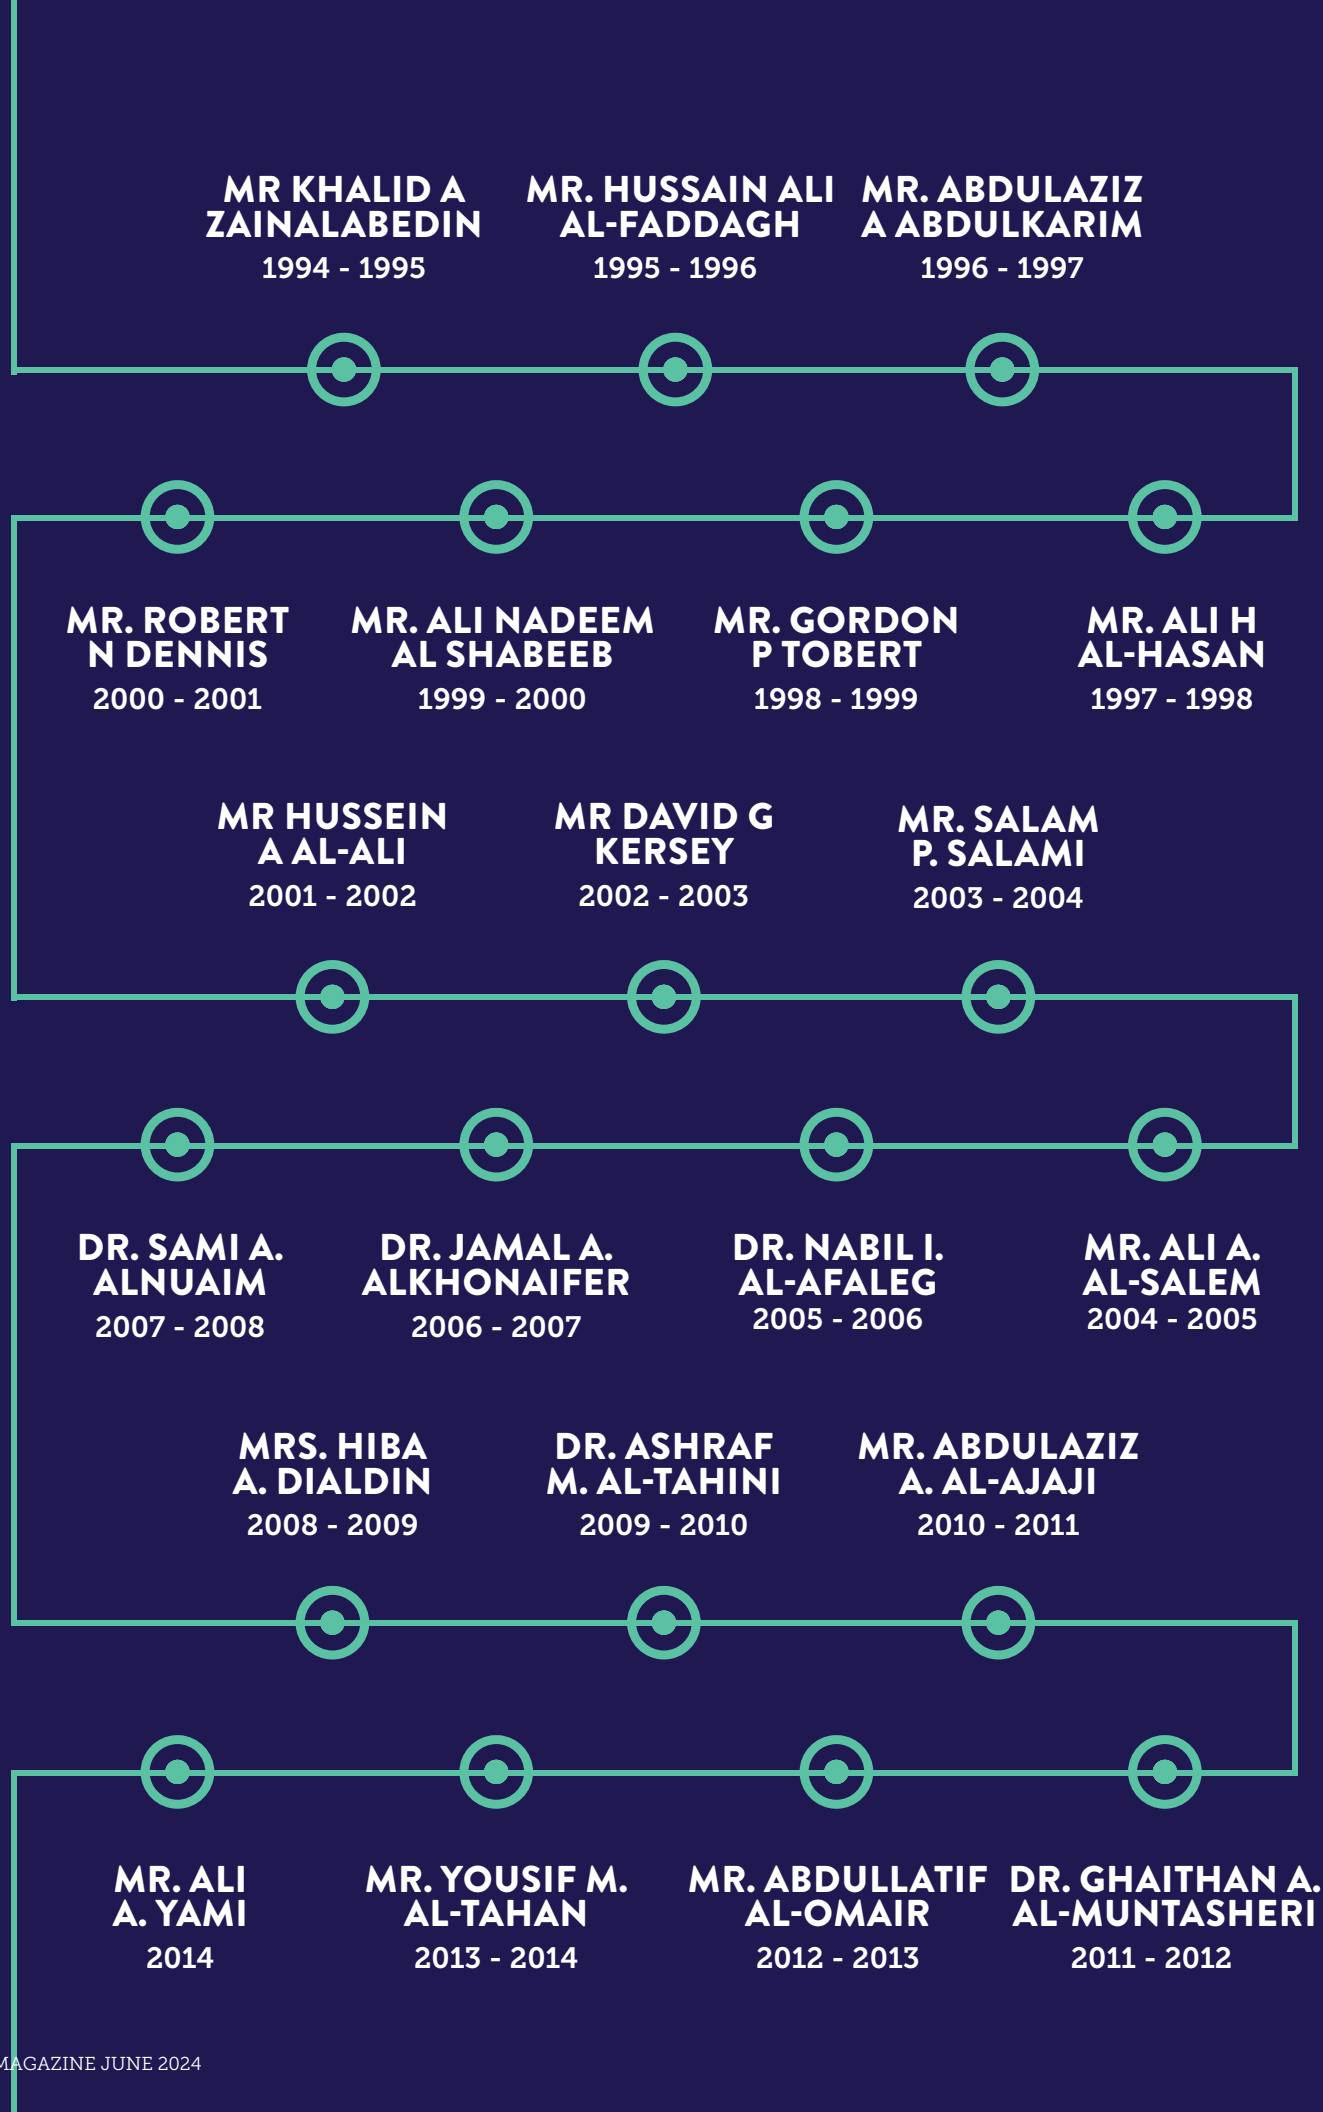 MR KHALID A
ZAINALABEDIN
1994 - 1995
MR. HUSSAIN ALI
AL-FADDAGH
1995 - 1996
MR. ABDULAZIZ
A ABDULKARIM
1996 - 1997
MR. ROBERT
N DENNIS
2000 - 2001
MR. ALI NADEEM
AL SHABEEB
1999 - 2000
MR. GORDON
P TOBERT
1998 - 1999
MR. ALI H
AL-HASAN
1997 - 1998
MR HUSSEIN
A AL-ALI
2001 - 2002
MR DAVID G
KERSEY
2002 - 2003
MR. SALAM
P. SALAMI
2003 - 2004
DR. SAMI A.
ALNUAIM
2007 - 2008
DR. JAMAL A.
ALKHONAIFER
2006 - 2007
DR. NABIL I.
AL-AFALEG
2005 - 2006
MR. ALI A.
AL-SALEM
2004 - 2005
MRS. HIBA
A. DIALDIN
2008 - 2009
DR. ASHRAF
M. AL-TAHINI
2009 - 2010
MR. ABDULAZIZ
A. AL-AJAJI
2010 - 2011
MR. ALI
A. YAMI
2014
MR. YOUSIF M.
AL-TAHAN
2013 - 2014
MR. ABDULLATIF
AL-OMAIR
2012 - 2013
DR. GHAITHAN A.
AL-MUNTASHERI
2011 - 2012
MAGAZINE JUNE 2024